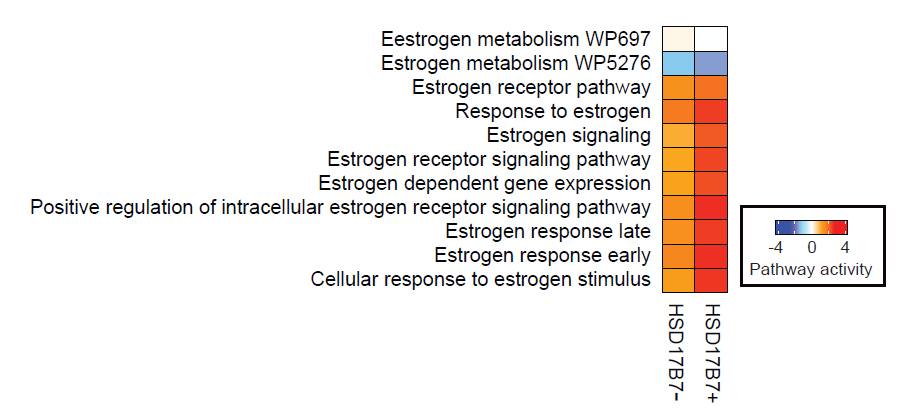 Eestrogen metabolism WP697
Estrogen metabolism WP5276
Estrogen receptor pathway
Response to estrogen
Estrogen signaling
Estrogen receptor signaling pathway
Estrogen dependent gene expression
Positive regulation of intracellular estrogen receptor signaling pathway
Estrogen response late
Estrogen response early
Cellular response to estrogen stimulus
-4 0 4
Pathway activity
HSD17B7-
HSD17B7+